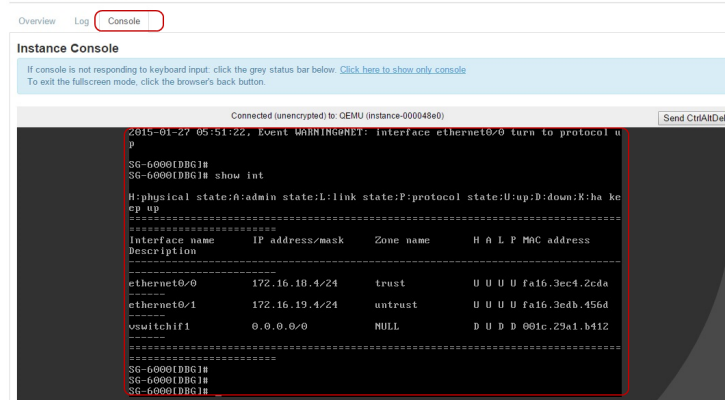 Overview Log Console
Instance Console
If console is not responding to keyboard input: click the grey status bar below. Click here to show only console
To exit the fullscreen mode, click the browser's back button.
Connected (unencrypted) to: QEMU (instance-000048e0)
Send CtrlAltDel
2015-01-27 05:51:22, Event WARNING@NET: interface ethernet0/0 turn to protocol u
p
SG-6000[DBG]#
SG-6000[DBG]# show int
H:physical state;A:admin state;L:link state;P:protocol state;U:up;D:down;K:ha ke
ep up
================================================================================
========================
Interface name IP address/mask Zone name H A L P MAC address
Description
--------------------------------------------------------------------------------
------------------------
ethernet0/0 172.16.18.4/24 trust U U U U fa16.3ec4.2cda
------
ethernet0/1 172.16.19.4/24 untrust U U U U fa16.3edb.456d
------
vswitchif1 0.0.0.0/0 NULL D U D D 001c.29a1.b412
------
================================================================================
========================
SG-6000[DBG]#
SG-6000[DBG]#
SG-6000[DBG]# _